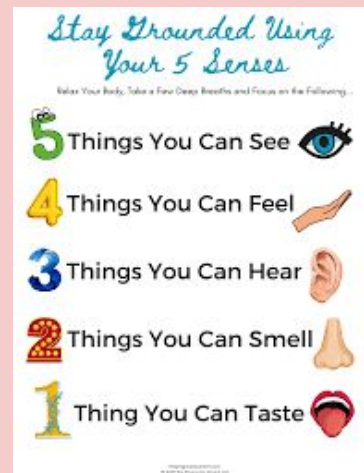 Stay Grounded Using
Your 5 Senses
Relax Your Body, Take a Few Deep Breaths and Focus on the Following...
5 Things You Can See
4 Things You Can Feel
3 Things You Can Hear
2 Things You Can Smell
1 Thing You Can Taste